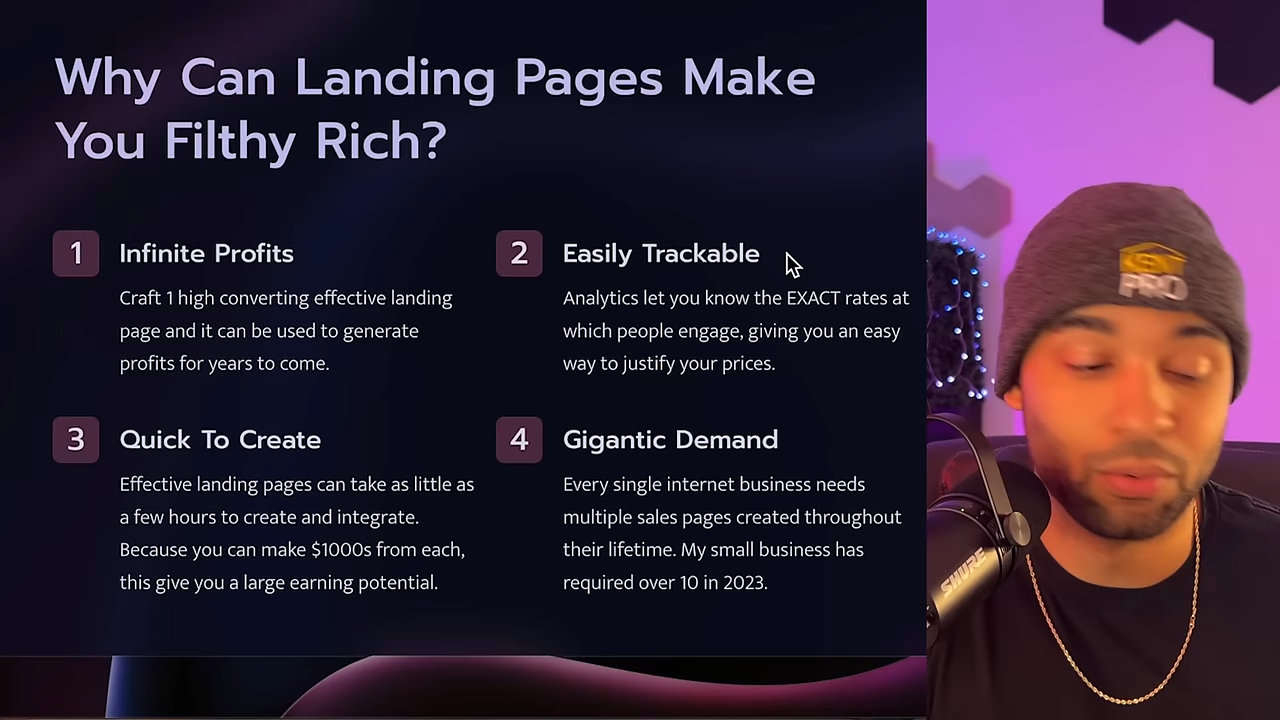 Why Can Landing Pages Make
You Filthy Rich?
1 Infinite Profits
Craft 1 high converting effective landing
page and it can be used to generate
profits for years to come.
2 Easily Trackable
Analytics let you know the EXACT rates at
which people engage, giving you an easy
way to justify your prices.
3 Quick To Create
Effective landing pages can take as little as
a few hours to create and integrate.
Because you can make $1000s from each,
this give you a large earning potential.
4 Gigantic Demand
Every single internet business needs
multiple sales pages created throughout
their lifetime. My small business has
required over 10 in 2023.
PRO
SHURE